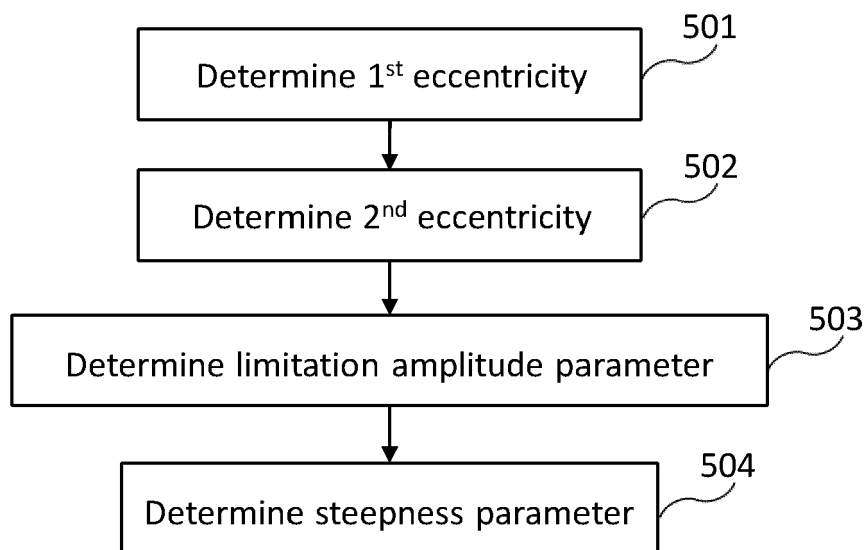 501
Determine 1st eccentricity
502
Determine 2nd eccentricity
503
Determine limitation amplitude parameter
504
Determine steepness parameter